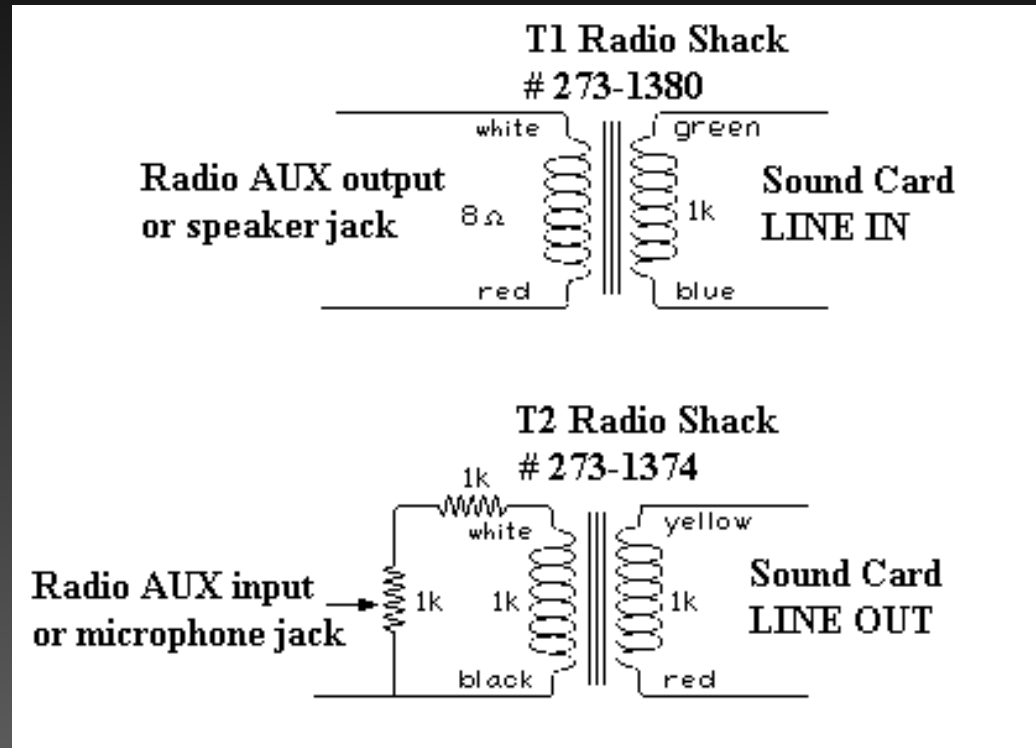 T1 Radio Shack
# 273-1380
white
green
Radio AUX output
or speaker jack
8Ω
1k
Sound Card
LINE IN
red
blue
T2 Radio Shack
# 273-1374
1k
white
yellow
Radio AUX input
or microphone jack
1k
1k
1k
Sound Card
LINE OUT
black
red